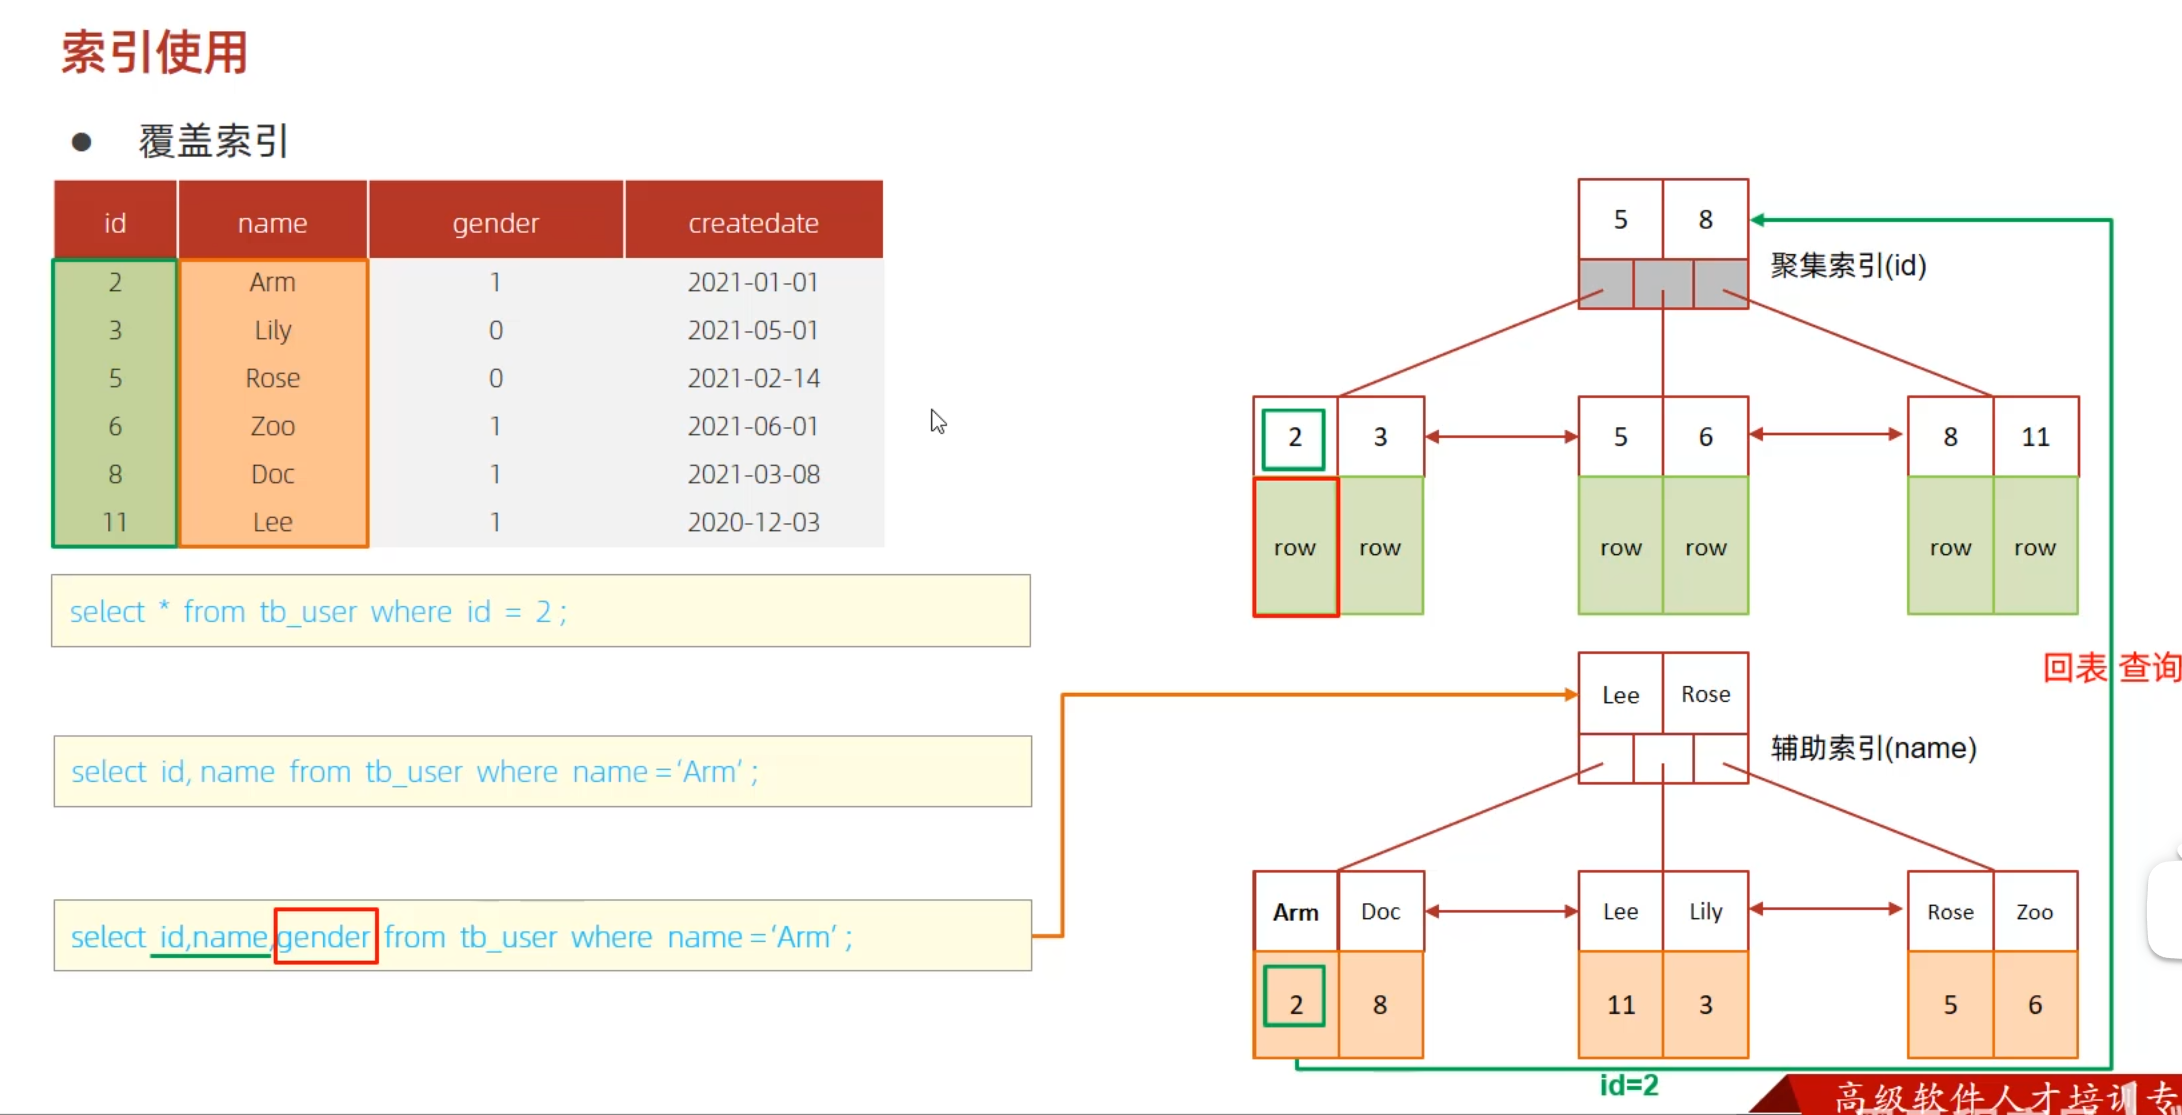 索引使用
● 覆盖索引
id name gender createdate
2 Arm 1 2021-01-01
3 Lily 0 2021-05-01
5 Rose 0 2021-02-14
6 Zoo 1 2021-06-01
8 Doc 1 2021-03-08
11 Lee 1 2020-12-03
select * from tb_user where id = 2 ;
select id, name from tb_user where name =‘Arm’ ;
select id,name,gender from tb_user where name =‘Arm’ ;
5 8
聚集索引(id)
2 3 5 6 8 11
row row row row row row
回表 查询
Lee Rose
辅助索引(name)
Arm Doc Lee Lily Rose Zoo
2 8 11 3 5 6
id=2
高级软件人才培训专